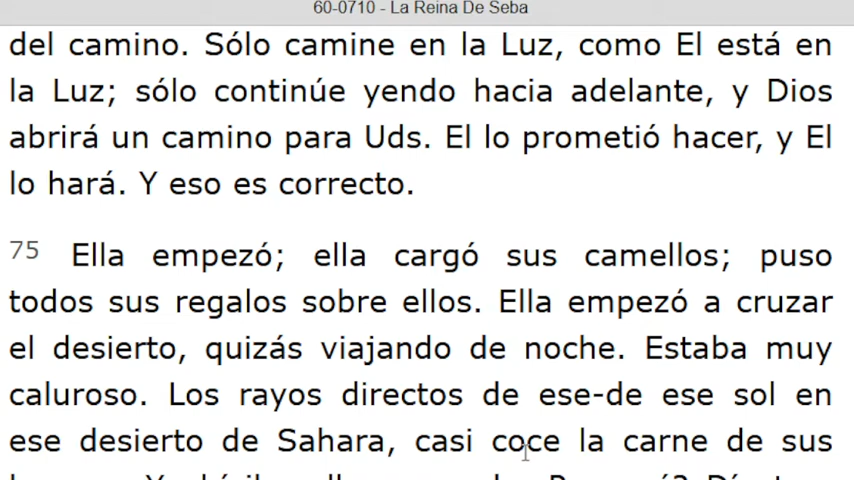 60-0710 - La Reina De Seba
del camino. Sólo camine en la Luz, como El está en
la Luz; sólo continúe yendo hacia adelante, y Dios
abrirá un camino para Uds. El lo prometió hacer, y El
lo hará. Y eso es correcto.
75 Ella empezó; ella cargó sus camellos; puso
todos sus regalos sobre ellos. Ella empezó a cruzar
el desierto, quizás viajando de noche. Estaba muy
caluroso. Los rayos directos de ese-de ese sol en
ese desierto de Sahara, casi coce la carne de sus